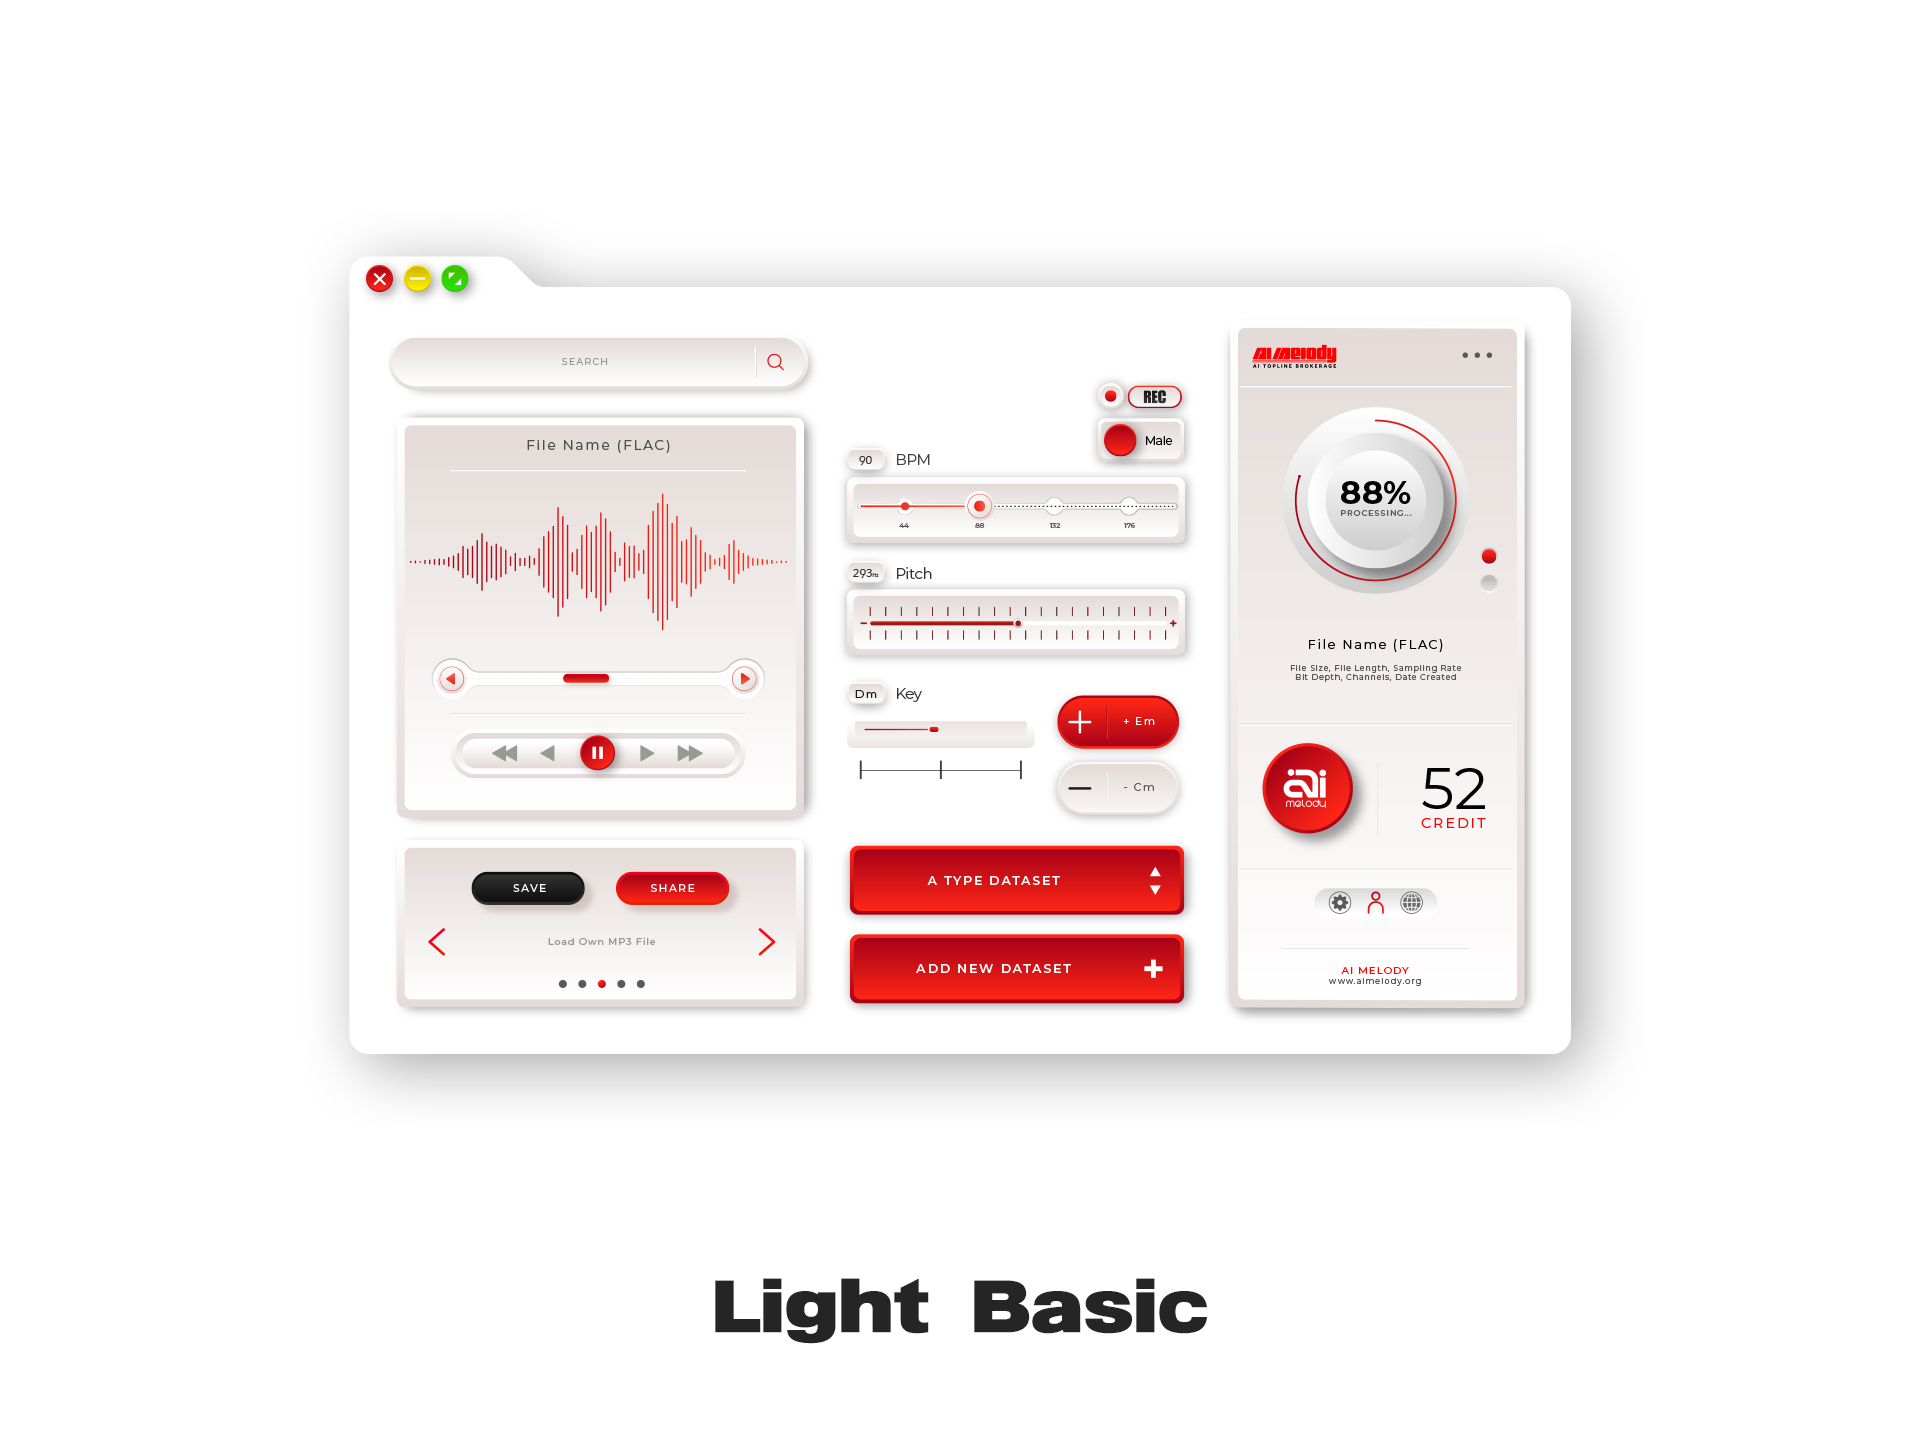 SEARCH
File Name (FLAC)
SAVE
SHARE
Load Own MP3 File
REC
Male
90 BPM
44 88 132 176
293Hz Pitch
Dm Key
+ Em
- Cm
A TYPE DATASET
ADD NEW DATASET
AI MELODY
AI TOPLINE BROKERAGE
88%
PROCESSING...
File Name (FLAC)
File Size, File Length, Sampling Rate
Bit Depth, Channels, Date Created
ai
melody
52
CREDIT
AI MELODY
www.aimelody.org
Light Basic